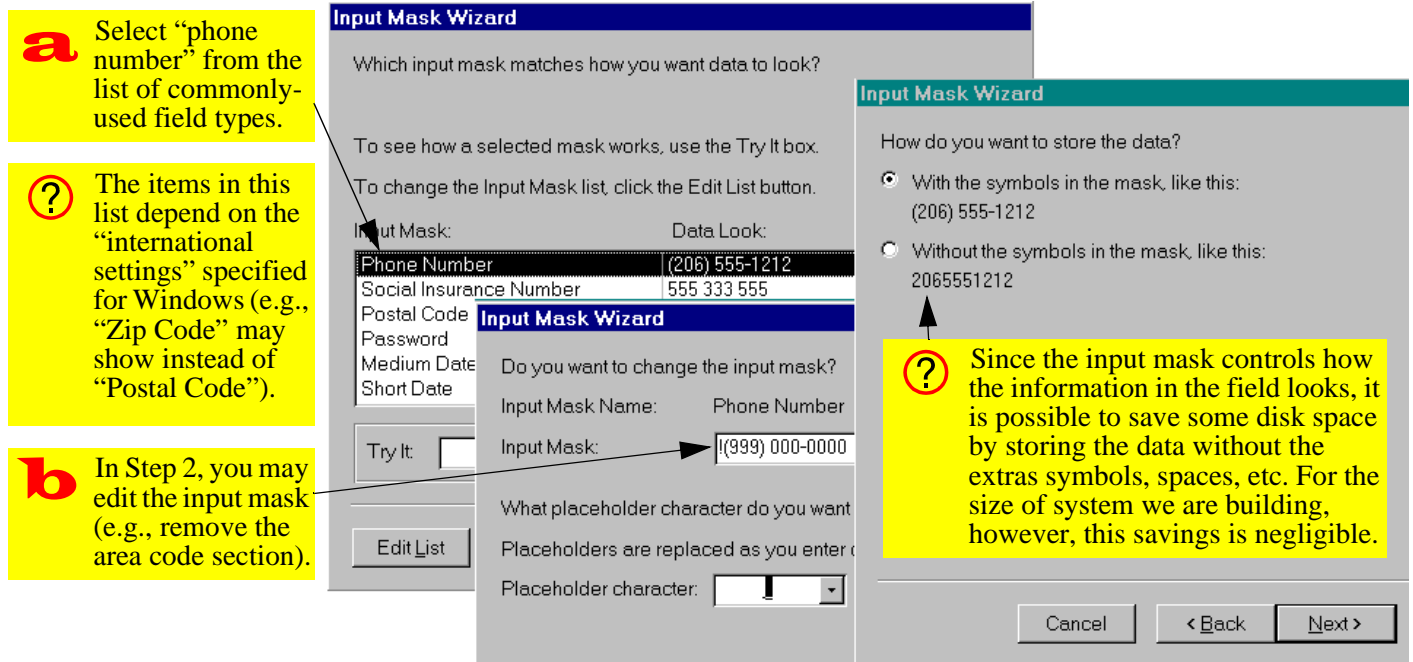 a
Select “phone
number” from the
list of commonly-
used field types.
?
The items in this
list depend on the
“international
settings” specified
for Windows (e.g.,
“Zip Code” may
show instead of
“Postal Code”).
b
In Step 2, you may
edit the input mask
(e.g., remove the
area code section).
Input Mask Wizard
Which input mask matches how you want data to look?
To see how a selected mask works, use the Try It box.
To change the Input Mask list, click the Edit List button.
Input Mask: Data Look:
Phone Number (206) 555-1212
Social Insurance Number 555 333 555
Postal Code
Password
Medium Date
Short Date
Try It:
Edit List
Input Mask Wizard
Do you want to change the input mask?
Input Mask Name: Phone Number
Input Mask: !(999) 000-0000
What placeholder character do you want
Placeholders are replaced as you enter
Placeholder character: _
Input Mask Wizard
How do you want to store the data?
With the symbols in the mask, like this:
(206) 555-1212
Without the symbols in the mask, like this:
2065551212
?
Since the input mask controls how
the information in the field looks, it
is possible to save some disk space
by storing the data without the
extras symbols, spaces, etc. For the
size of system we are building,
however, this savings is negligible.
Cancel < Back Next >